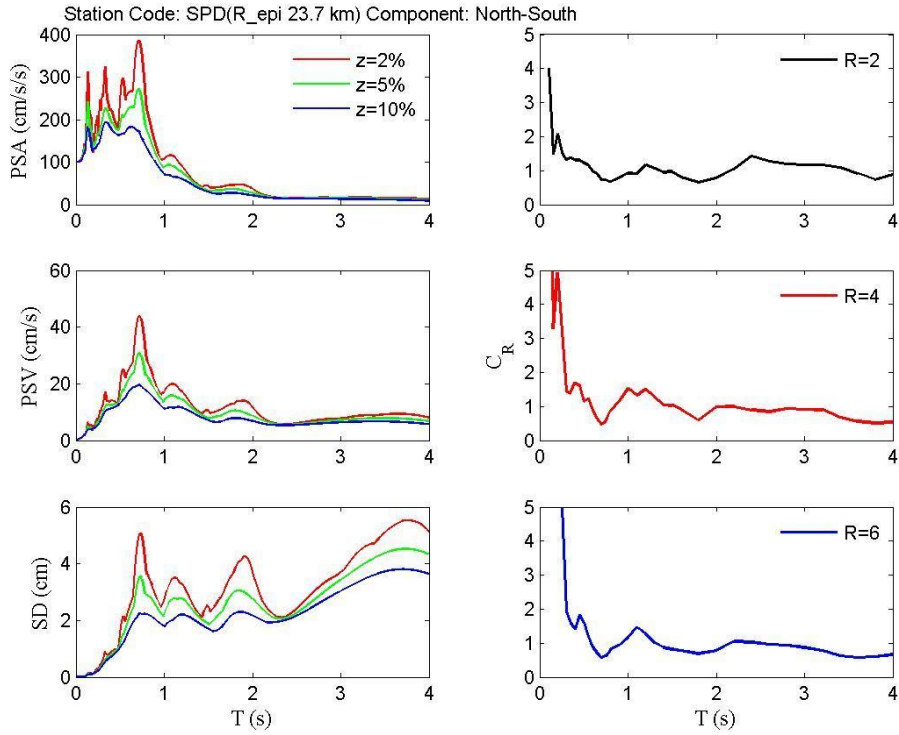 Station Code: SPD(R_epi 23.7 km) Component: North-South
PSA (cm/s/s)
400
300
200
100
0
0 1 2 3 4
z=2%
z=5%
z=10%
5
4
3
2
1
0
0 1 2 3 4
R=2
PSV (cm/s)
60
40
20
0
0 1 2 3 4
C_R
5
4
3
2
1
0
0 1 2 3 4
R=4
SD (cm)
6
4
2
0
0 1 2 3 4
T (s)
5
4
3
2
1
0
0 1 2 3 4
R=6
T (s)